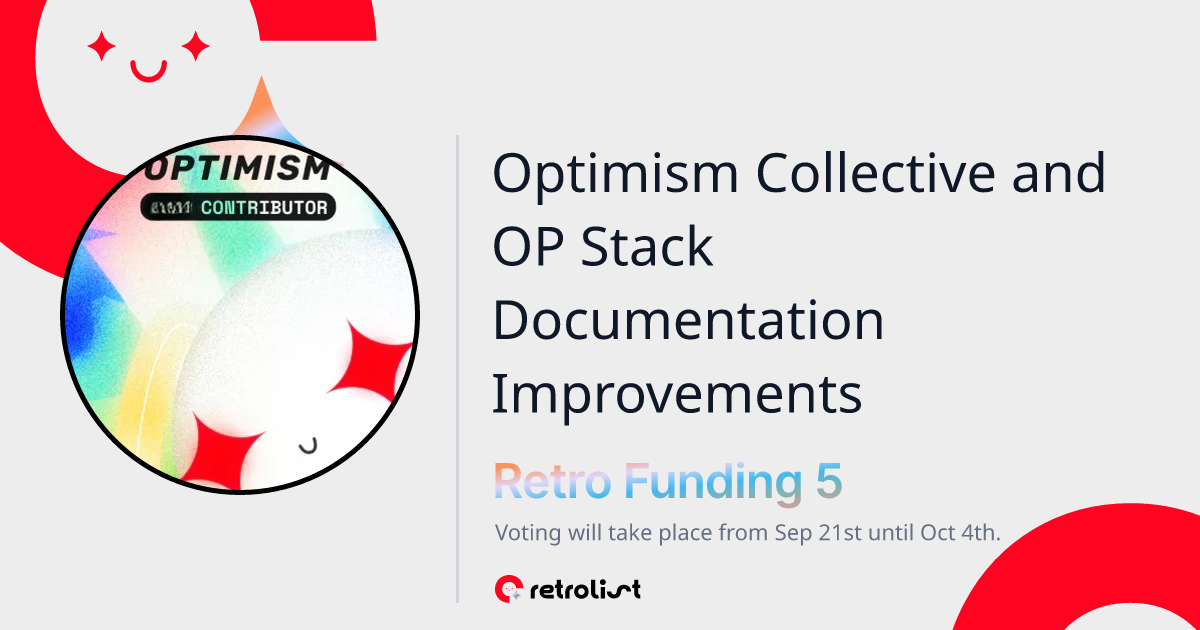 OPTIMISM
CONTRIBUTOR
Optimism Collective and
OP Stack
Documentation
Improvements
Retro Funding 5
Voting will take place from Sep 21st until Oct 4th.
retrolist